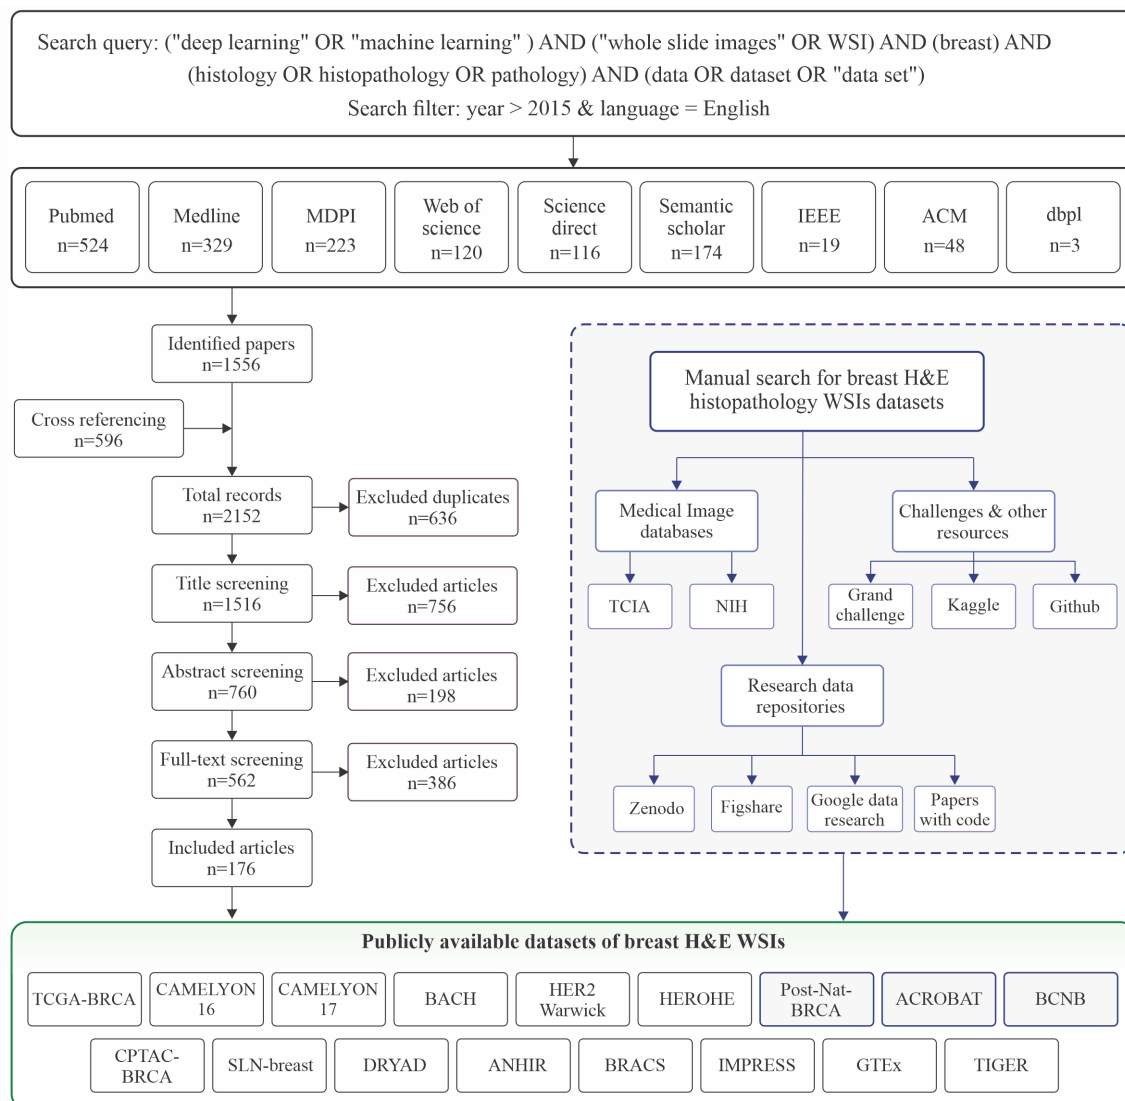 Search query: ("deep learning" OR "machine learning" ) AND ("whole slide images" OR WSI) AND (breast) AND
(histology OR histopathology OR pathology) AND (data OR dataset OR "data set")
Search filter: year > 2015 & language = English
Pubmed
n=524
Medline
n=329
MDPI
n=223
Web of
science
n=120
Science
direct
n=116
Semantic
scholar
n=174
IEEE
n=19
ACM
n=48
dbpl
n=3
Identified papers
n=1556
Cross referencing
n=596
Total records
n=2152
Excluded duplicates
n=636
Title screening
n=1516
Excluded articles
n=756
Abstract screening
n=760
Excluded articles
n=198
Full-text screening
n=562
Excluded articles
n=386
Included articles
n=176
Manual search for breast H&E
histopathology WSIs datasets
Medical Image
databases
Challenges & other
resources
TCIA
NIH
Grand
challenge
Kaggle
Github
Research data
repositories
Zenodo
Figshare
Google data
research
Papers
with code
Publicly available datasets of breast H&E WSIs
TCGA-BRCA
CAMELYON
16
CAMELYON
17
BACH
HER2
Warwick
HEROHE
Post-Nat-
BRCA
ACROBAT
BCNB
CPTAC-
BRCA
SLN-breast
DRYAD
ANHIR
BRACS
IMPRESS
GTEx
TIGER